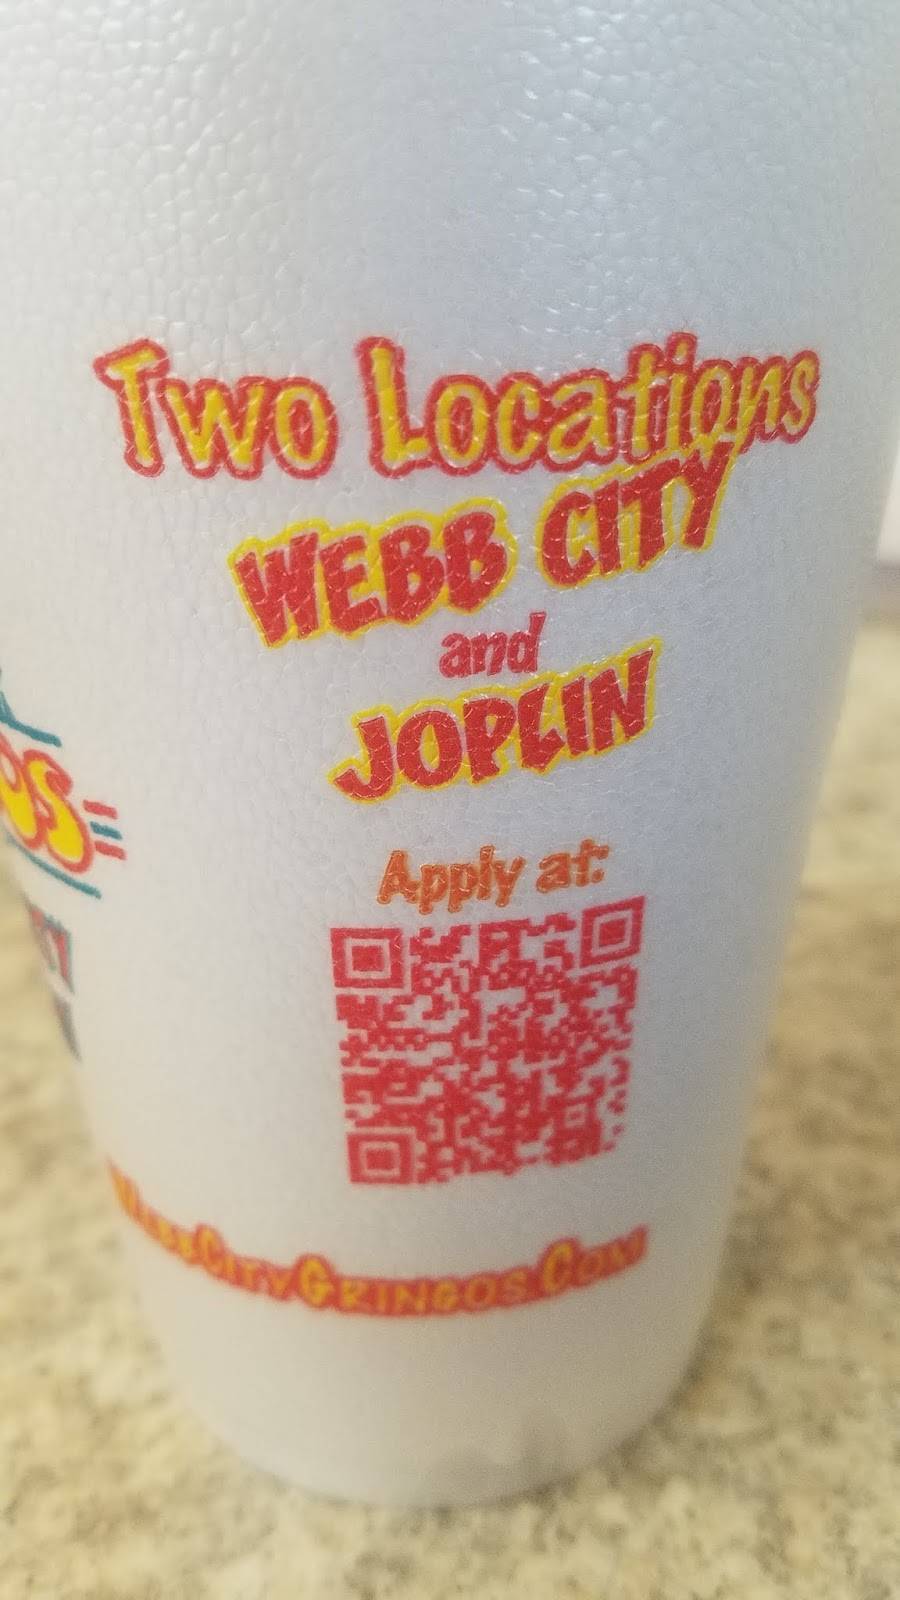 Two Locations
WEBB CITY
and
JOPLIN
Apply at:
WEBBCITYGRINGOS.COM